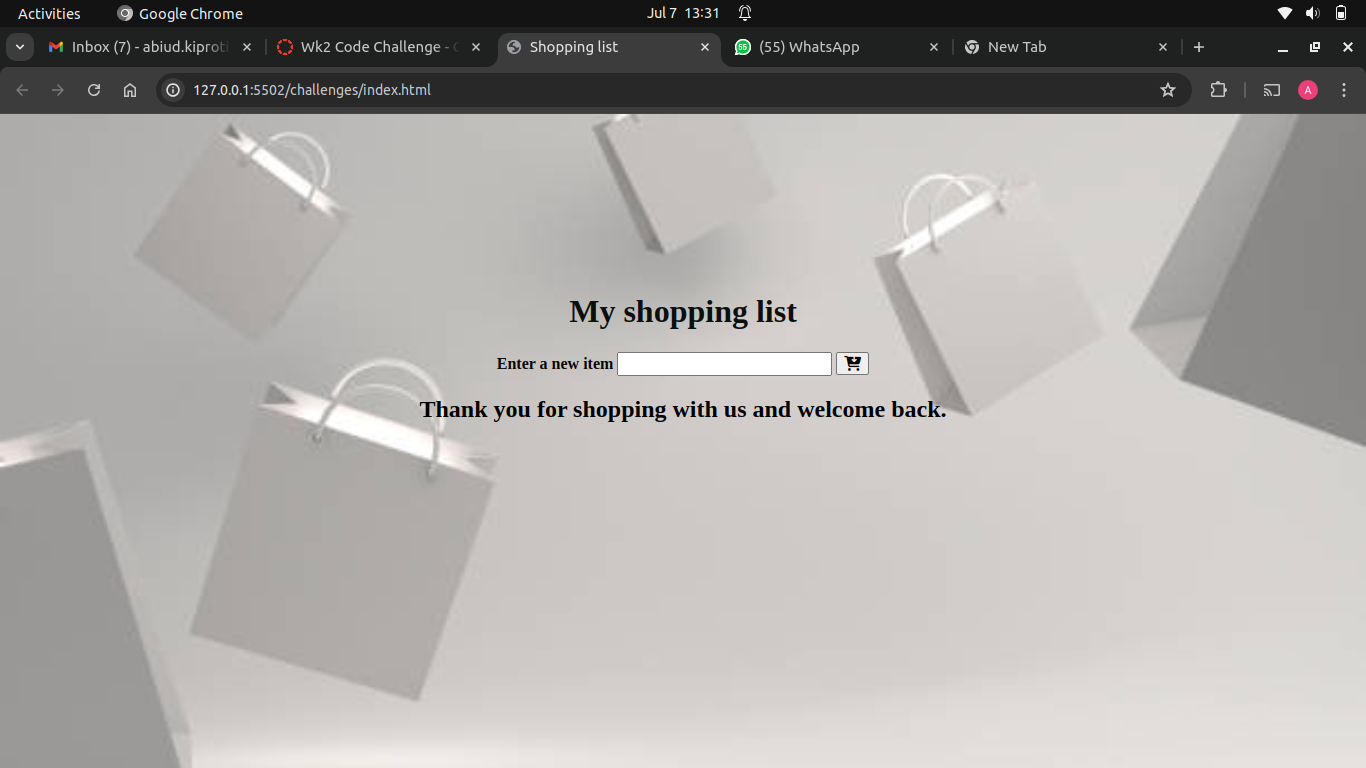 Activities Google Chrome Jul 7 13:31
Inbox (7) - abiud.kiproti Wk2 Code Challenge - Shopping list 55 (55) WhatsApp New Tab
127.0.0.1:5502/challenges/index.html A
My shopping list
Enter a new item
Thank you for shopping with us and welcome back.